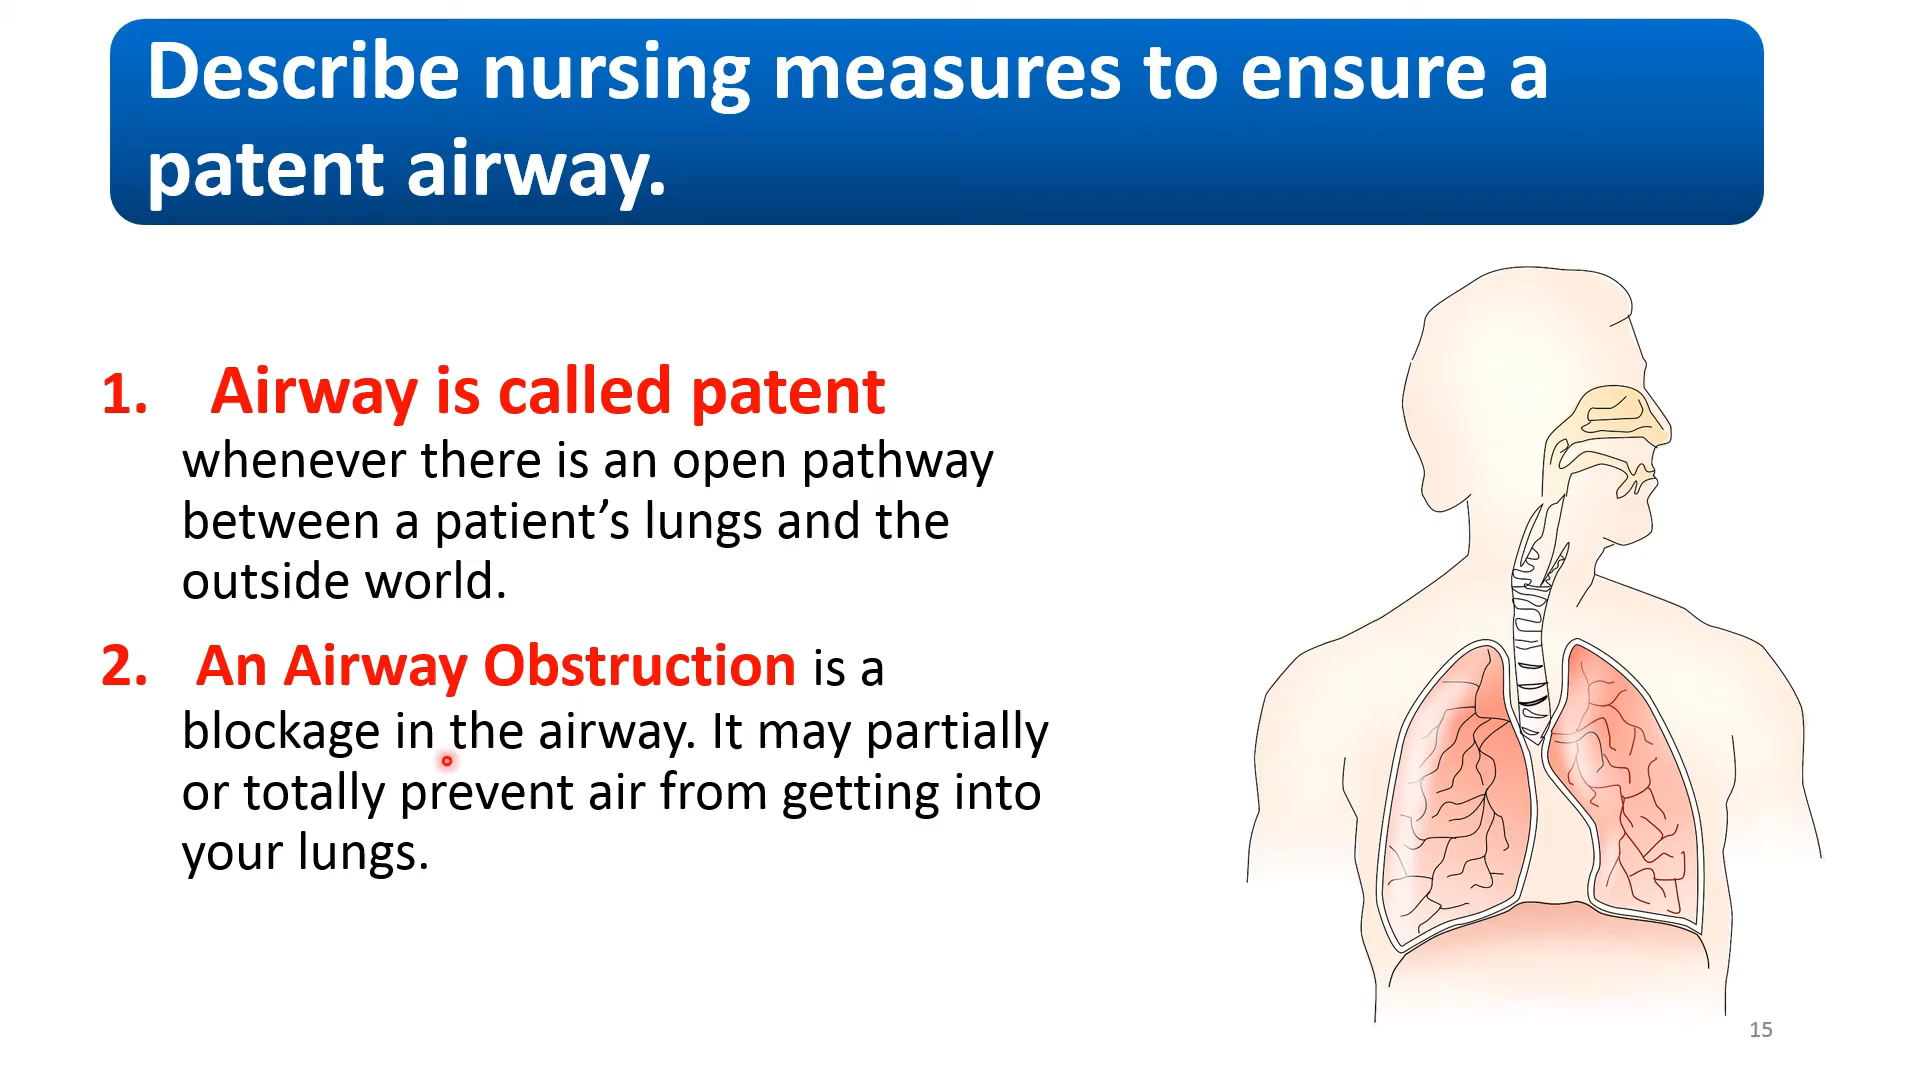 Describe nursing measures to ensure a
patent airway.
1. Airway is called patent
whenever there is an open pathway
between a patient’s lungs and the
outside world.
2. An Airway Obstruction is a
blockage in the airway. It may partially
or totally prevent air from getting into
your lungs.
15